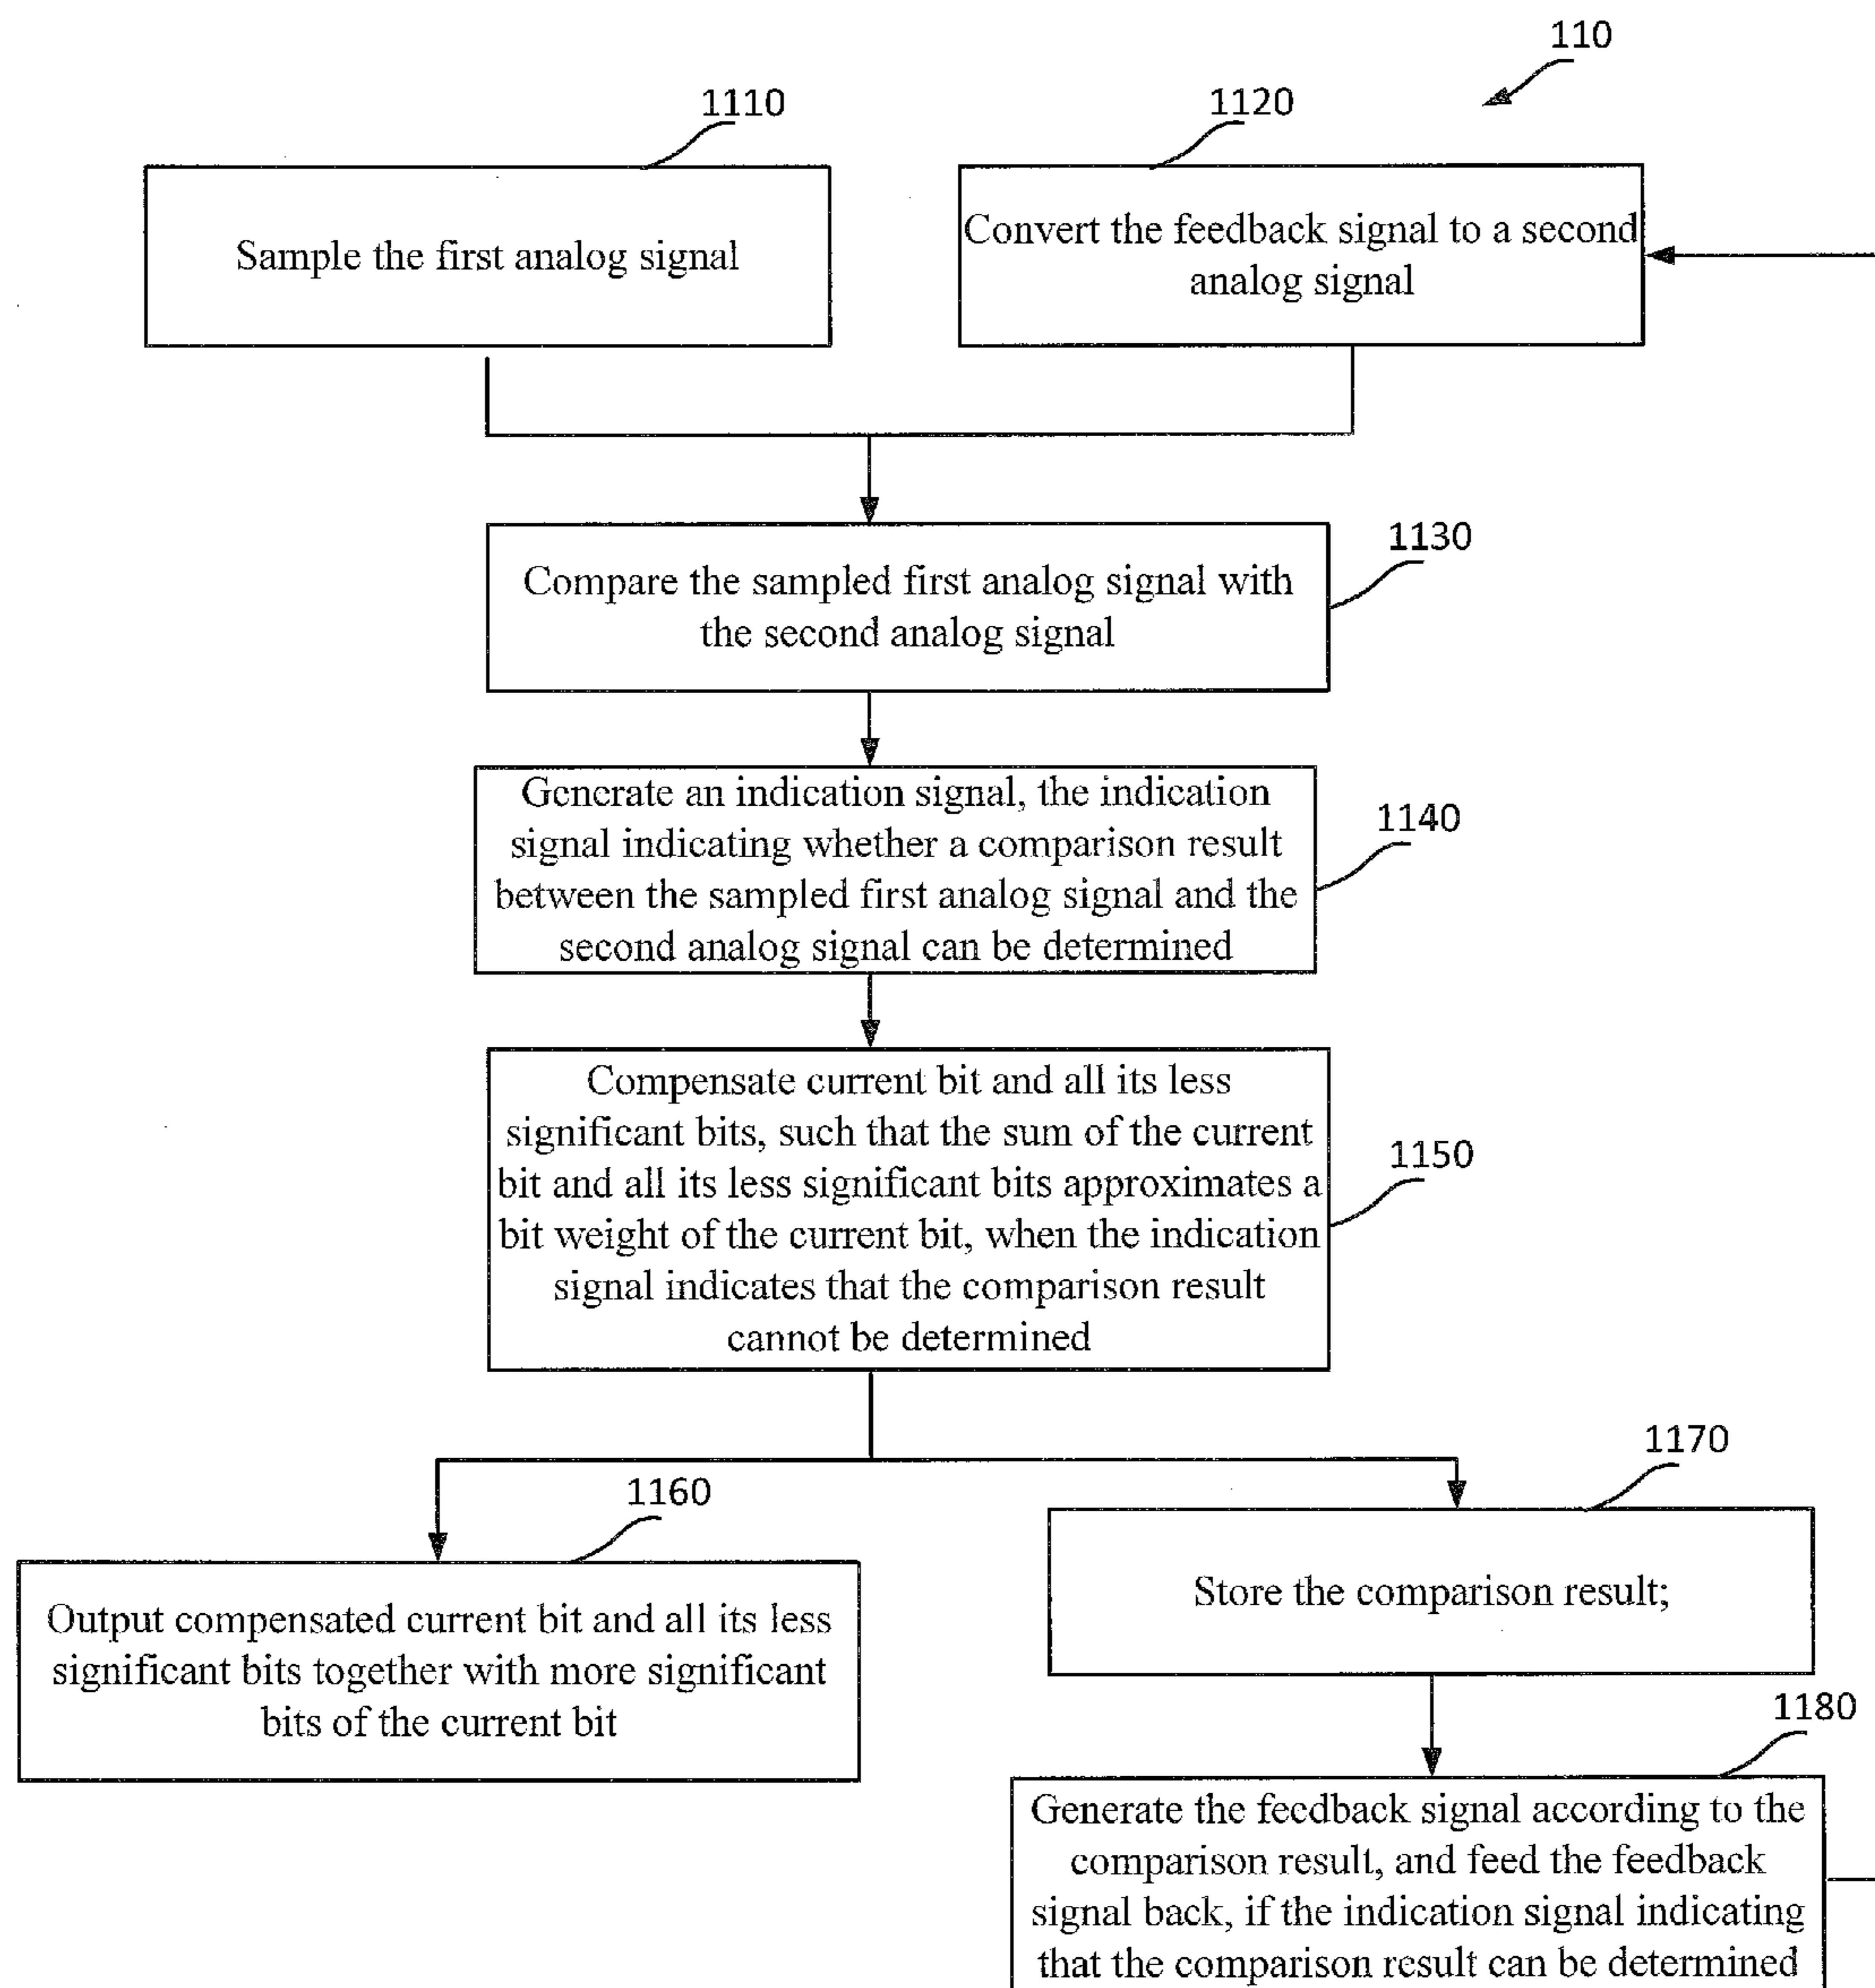 110
1110
1120
Sample the first analog signal
Convert the feedback signal to a second
analog signal
1130
Compare the sampled first analog signal with
the second analog signal
1140
Generate an indication signal, the indication
signal indicating whether a comparison result
between the sampled first analog signal and the
second analog signal can be determined
1150
Compensate current bit and all its less
significant bits, such that the sum of the current
bit and all its less significant bits approximates a
bit weight of the current bit, when the indication
signal indicates that the comparison result
cannot be determined
1160
Output compensated current bit and all its less
significant bits together with more significant
bits of the current bit
1170
Store the comparison result;
1180
Generate the feedback signal according to the
comparison result, and feed the feedback
signal back, if the indication signal indicating
that the comparison result can be determined